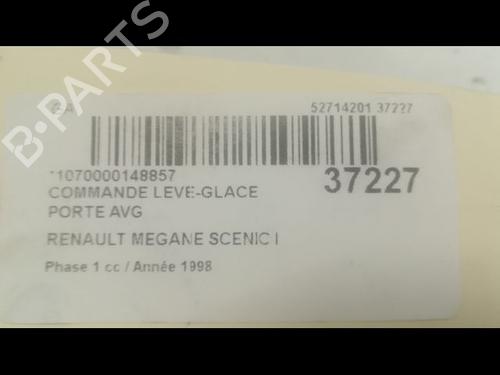 52714201 37227
*1070000148857
37227
COMMANDE LEVE-GLACE
PORTE AVG
RENAULT MEGANE SCENIC I
Phase 1 cc / Année 1998
B-PARTS